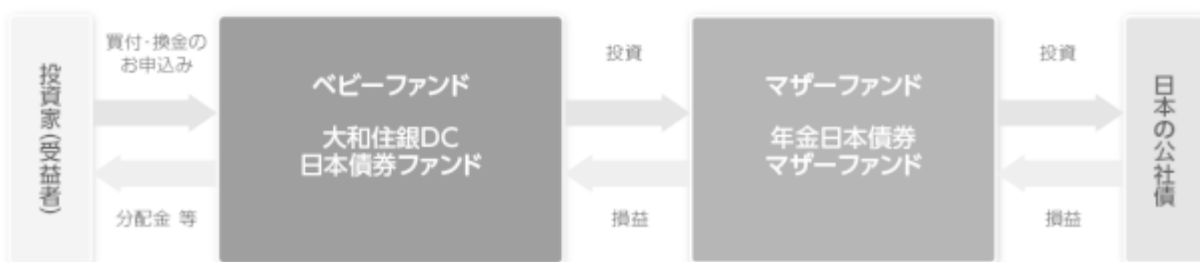 投資家(受益者)
買付･換金の
お申込み
分配金 等
ベビーファンド
大和住銀DC
日本債券ファンド
投資
損益
マザーファンド
年金日本債券
マザーファンド
投資
損益
日本の公社債